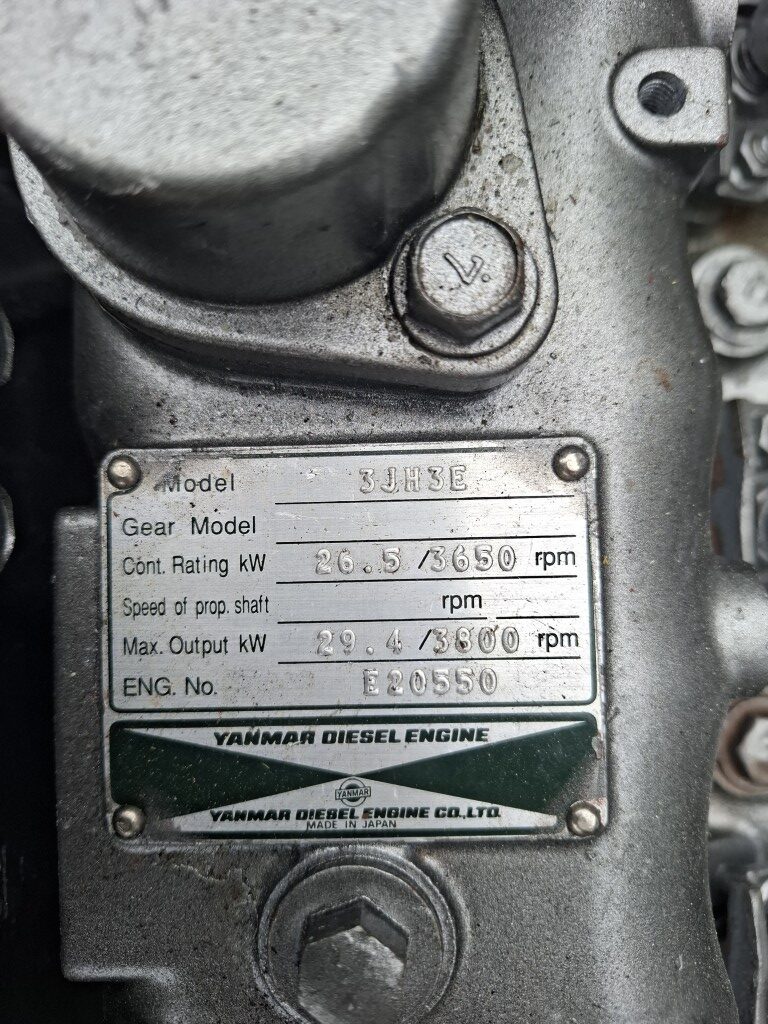 Model 3JH3E
Gear Model
Cont. Rating kW 26.5/3650 rpm
Speed of prop. shaft rpm
Max. Output kW 29.4/3800 rpm
ENG. No. E20550
YANMAR DIESEL ENGINE
YANMAR
YANMAR DIESEL ENGINE CO.,LTD.
MADE IN JAPAN